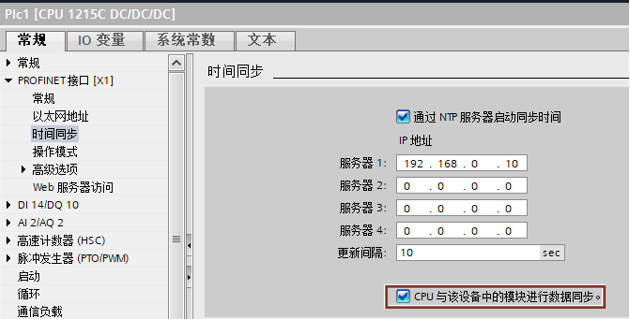 Plc1 [CPU 1215C DC/DC/DC]
常规 IO 变量 系统常数 文本
常规
PROFINET接口 [X1]
常规
以太网地址
时间同步
操作模式
高级选项
Web 服务器访问
DI 14/DQ 10
AI 2/AQ 2
高速计数器 (HSC)
脉冲发生器 (PTO/PWM)
启动
循环
通信负载
时间同步
通过 NTP 服务器启动同步时间
IP 地址
服务器 1: 192 . 168 . 0 . 10
服务器 2: 0 . 0 . 0 . 0
服务器 3: 0 . 0 . 0 . 0
服务器 4: 0 . 0 . 0 . 0
更新间隔: 10 sec
CPU 与该设备中的模块进行数据同步。